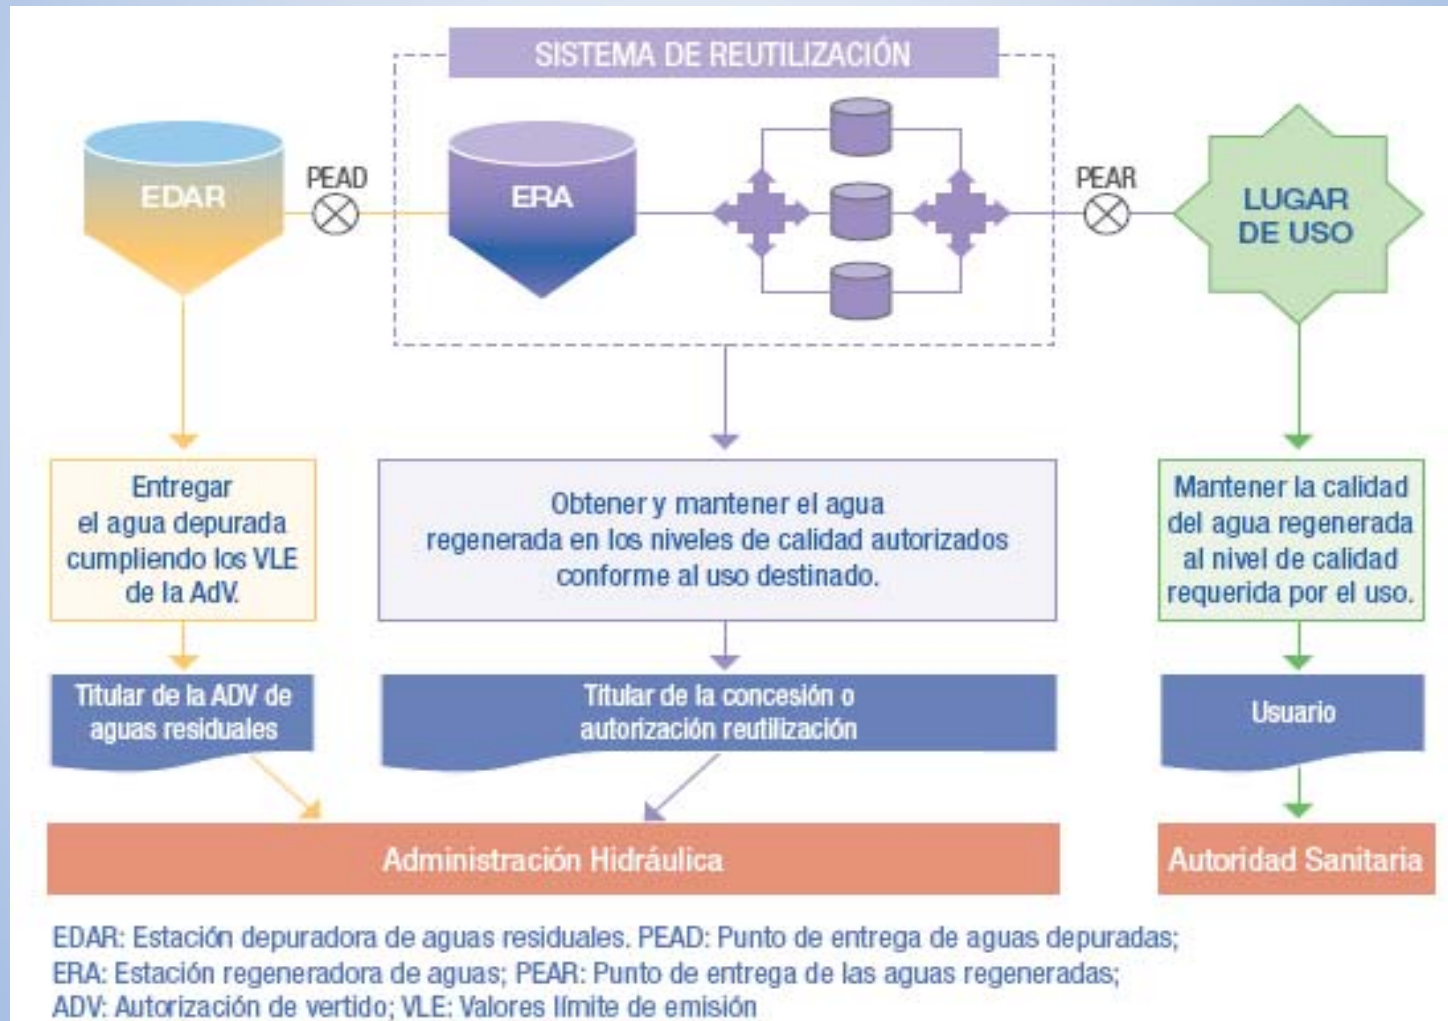 SISTEMA DE REUTILIZACIÓN
EDAR
PEAD
ERA
PEAR
LUGAR
DE USO
Entregar
el agua depurada
cumpliendo los VLE
de la AdV.
Obtener y mantener el agua
regenerada en los niveles de calidad autorizados
conforme al uso destinado.
Mantener la calidad
del agua regenerada
al nivel de calidad
requerida por el uso.
Titular de la ADV de
aguas residuales
Titular de la concesión o
autorización reutilización
Usuario
Administración Hidráulica
Autoridad Sanitaria
EDAR: Estación depuradora de aguas residuales. PEAD: Punto de entrega de aguas depuradas;
ERA: Estación regeneradora de aguas; PEAR: Punto de entrega de las aguas regeneradas;
ADV: Autorización de vertido; VLE: Valores límite de emisión